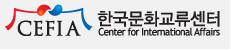 CEFIA
한국문화교류센터
Center for International Affairs